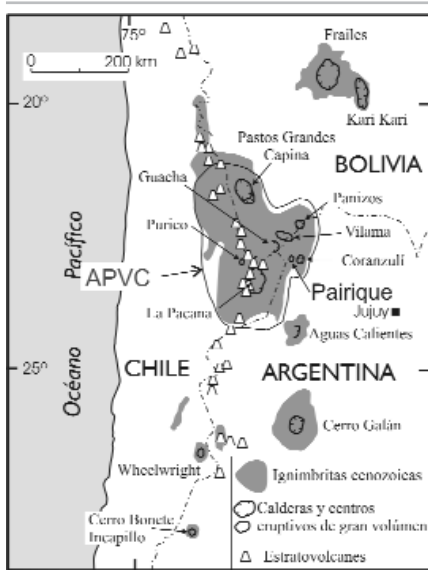 75°
0 200 km
Frailes
20°
Kari Kari
Pastos Grandes
Capina
BOLIVIA
Guacha
Panizos
Purico
Vilama
Pacífico
APVC
Coranzulí
Pairique
La Pacana
Jujuy
Aguas Calientes
CHILE
ARGENTINA
25°
Océano
Cerro Galán
Wheelwright
Ignimbritas cenozoicas
Calderas y centros
eruptivos de gran volúmen
Cerro Bonete
Incapillo
Estratovolcanes